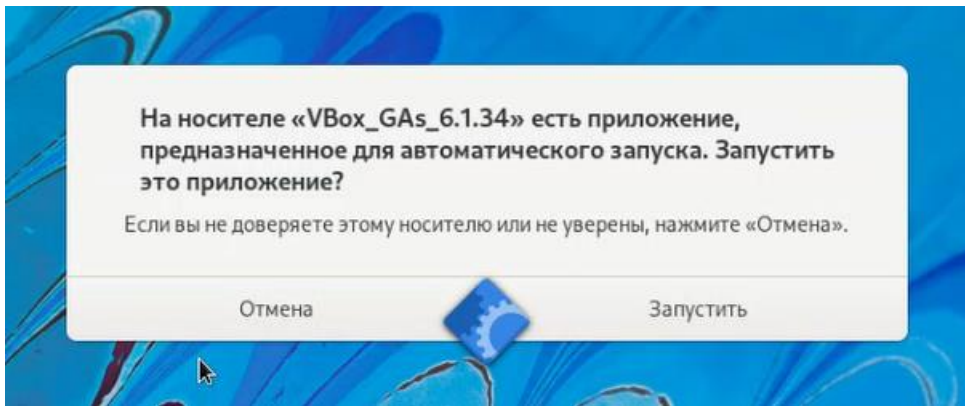 На носителе «VBox_GAs_6.1.34» есть приложение,
предназначенное для автоматического запуска. Запустить
это приложение?
Если вы не доверяете этому носителю или не уверены, нажмите «Отмена».
Отмена
Запустить